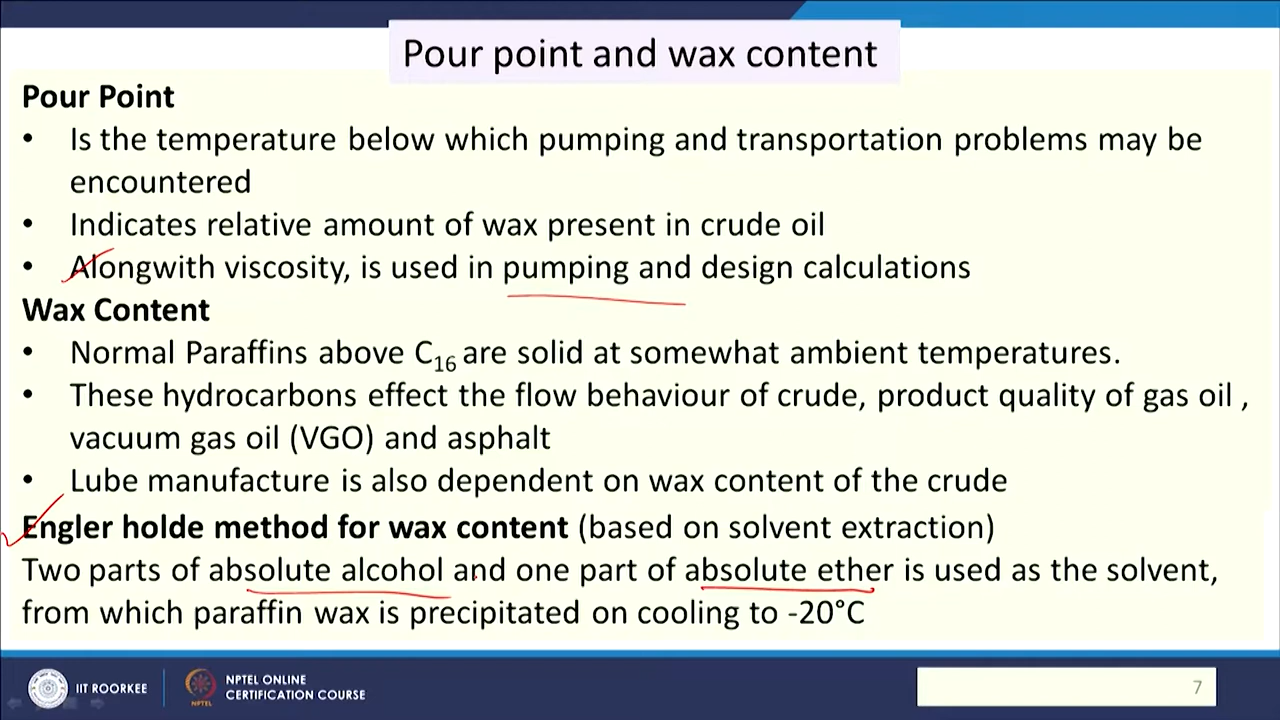 Pour point and wax content
Pour Point
• Is the temperature below which pumping and transportation problems may be
encountered
• Indicates relative amount of wax present in crude oil
• Alongwith viscosity, is used in pumping and design calculations
Wax Content
• Normal Paraffins above C16 are solid at somewhat ambient temperatures.
• These hydrocarbons effect the flow behaviour of crude, product quality of gas oil ,
vacuum gas oil (VGO) and asphalt
• Lube manufacture is also dependent on wax content of the crude
Engler holde method for wax content (based on solvent extraction)
Two parts of absolute alcohol and one part of absolute ether is used as the solvent,
from which paraffin wax is precipitated on cooling to -20°C
IIT ROORKEE
NPTEL ONLINE
CERTIFICATION COURSE
NPTEL
7